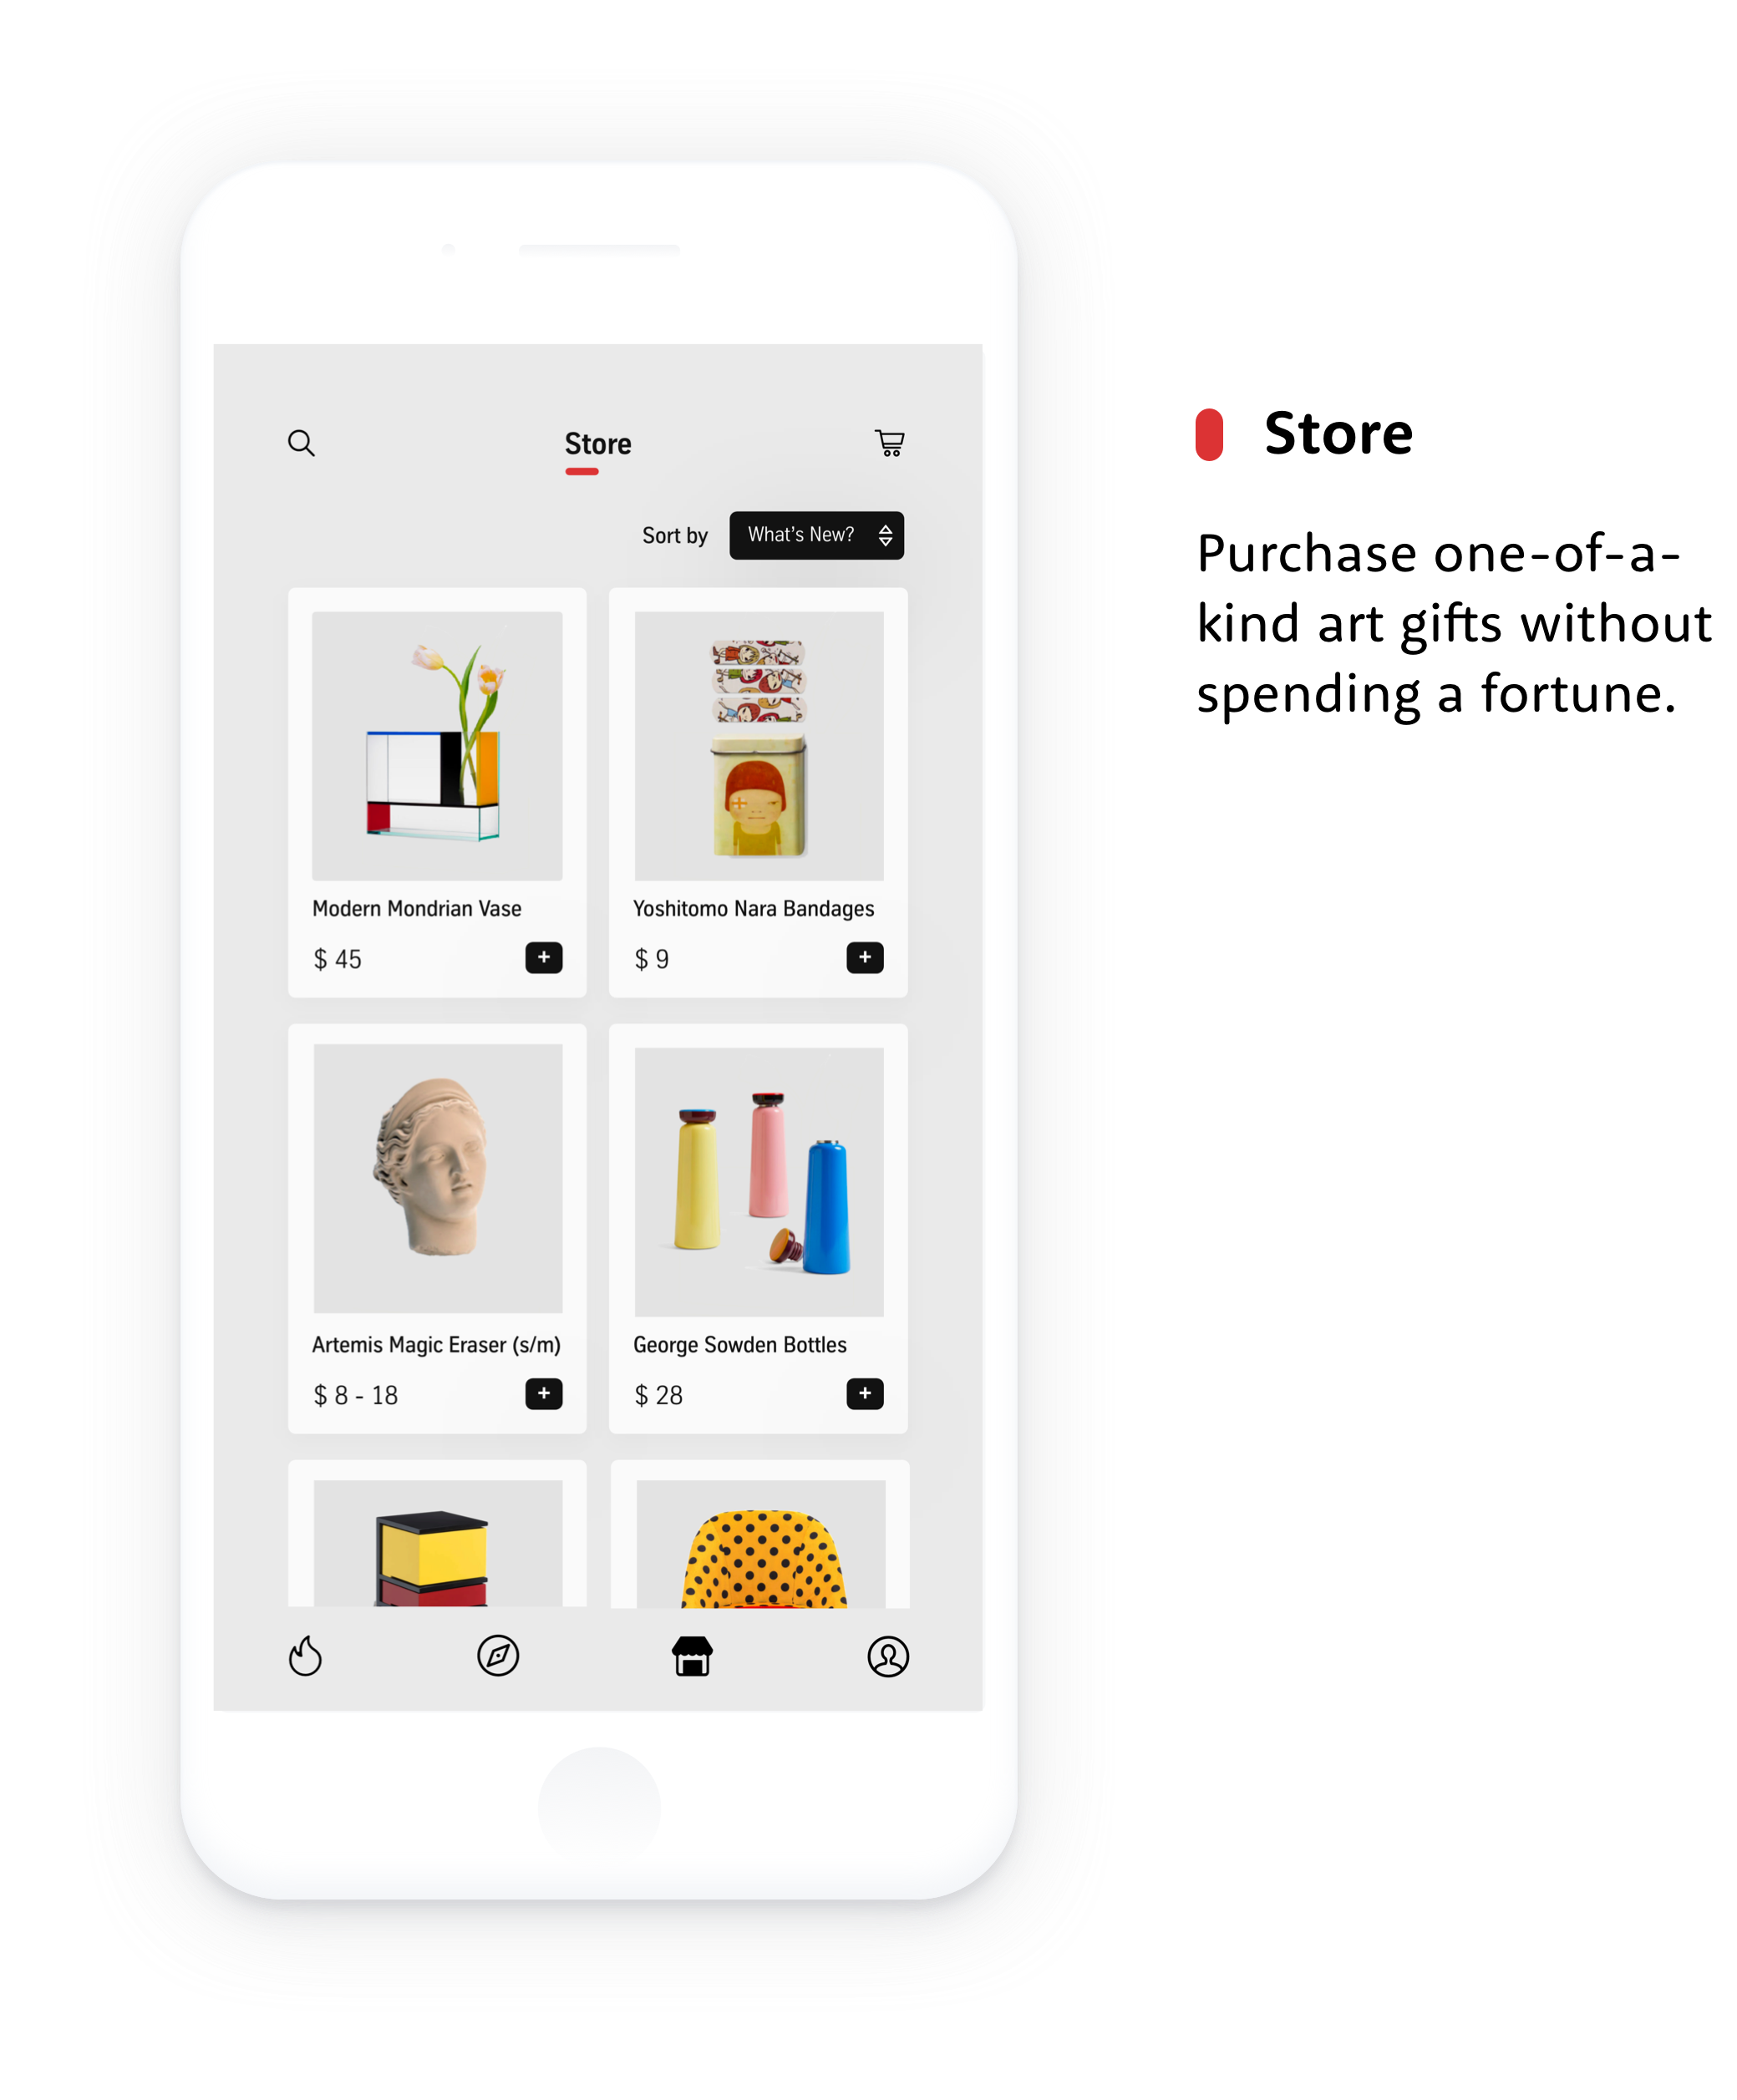 Store
Sort by What's New?
Modern Mondrian Vase
$ 45
+
Yoshitomo Nara Bandages
$ 9
+
Artemis Magic Eraser (s/m)
$ 8 - 18
+
George Sowden Bottles
$ 28
+
Store
Purchase one-of-a-
kind art gifts without
spending a fortune.